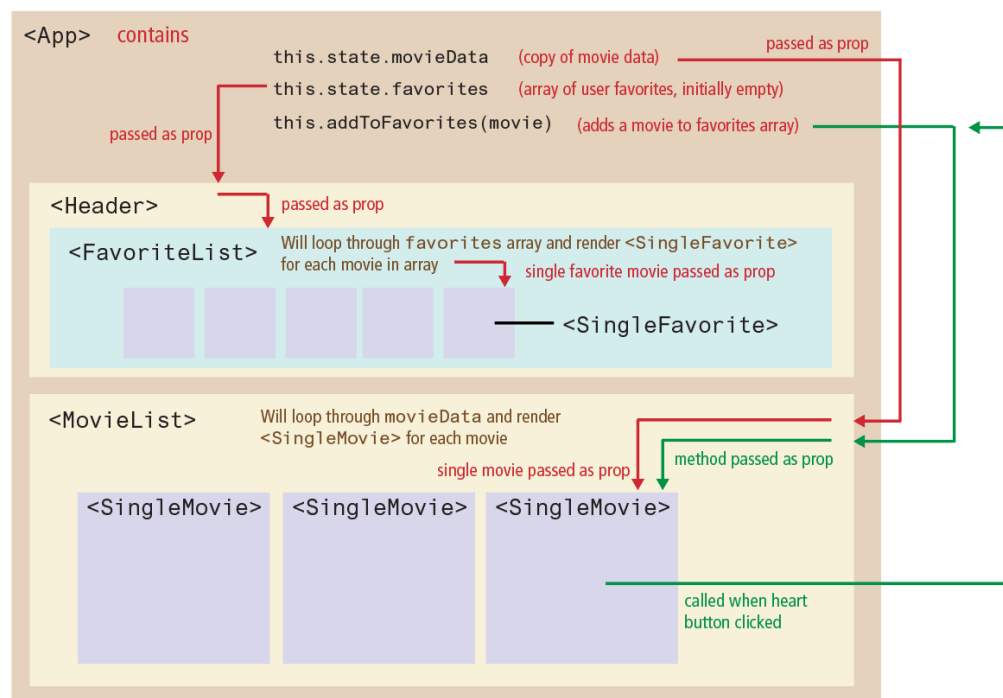 <App> contains
this.state.movieData (copy of movie data) passed as prop
this.state.favorites (array of user favorites, initially empty)
this.addToFavorites(movie) (adds a movie to favorites array)
passed as prop
<Header> passed as prop
<FavoriteList> Will loop through favorites array and render <SingleFavorite>
for each movie in array
single favorite movie passed as prop
<SingleFavorite>
<MovieList> Will loop through movieData and render
<SingleMovie> for each movie
single movie passed as prop
method passed as prop
<SingleMovie> <SingleMovie> <SingleMovie>
called when heart
button clicked